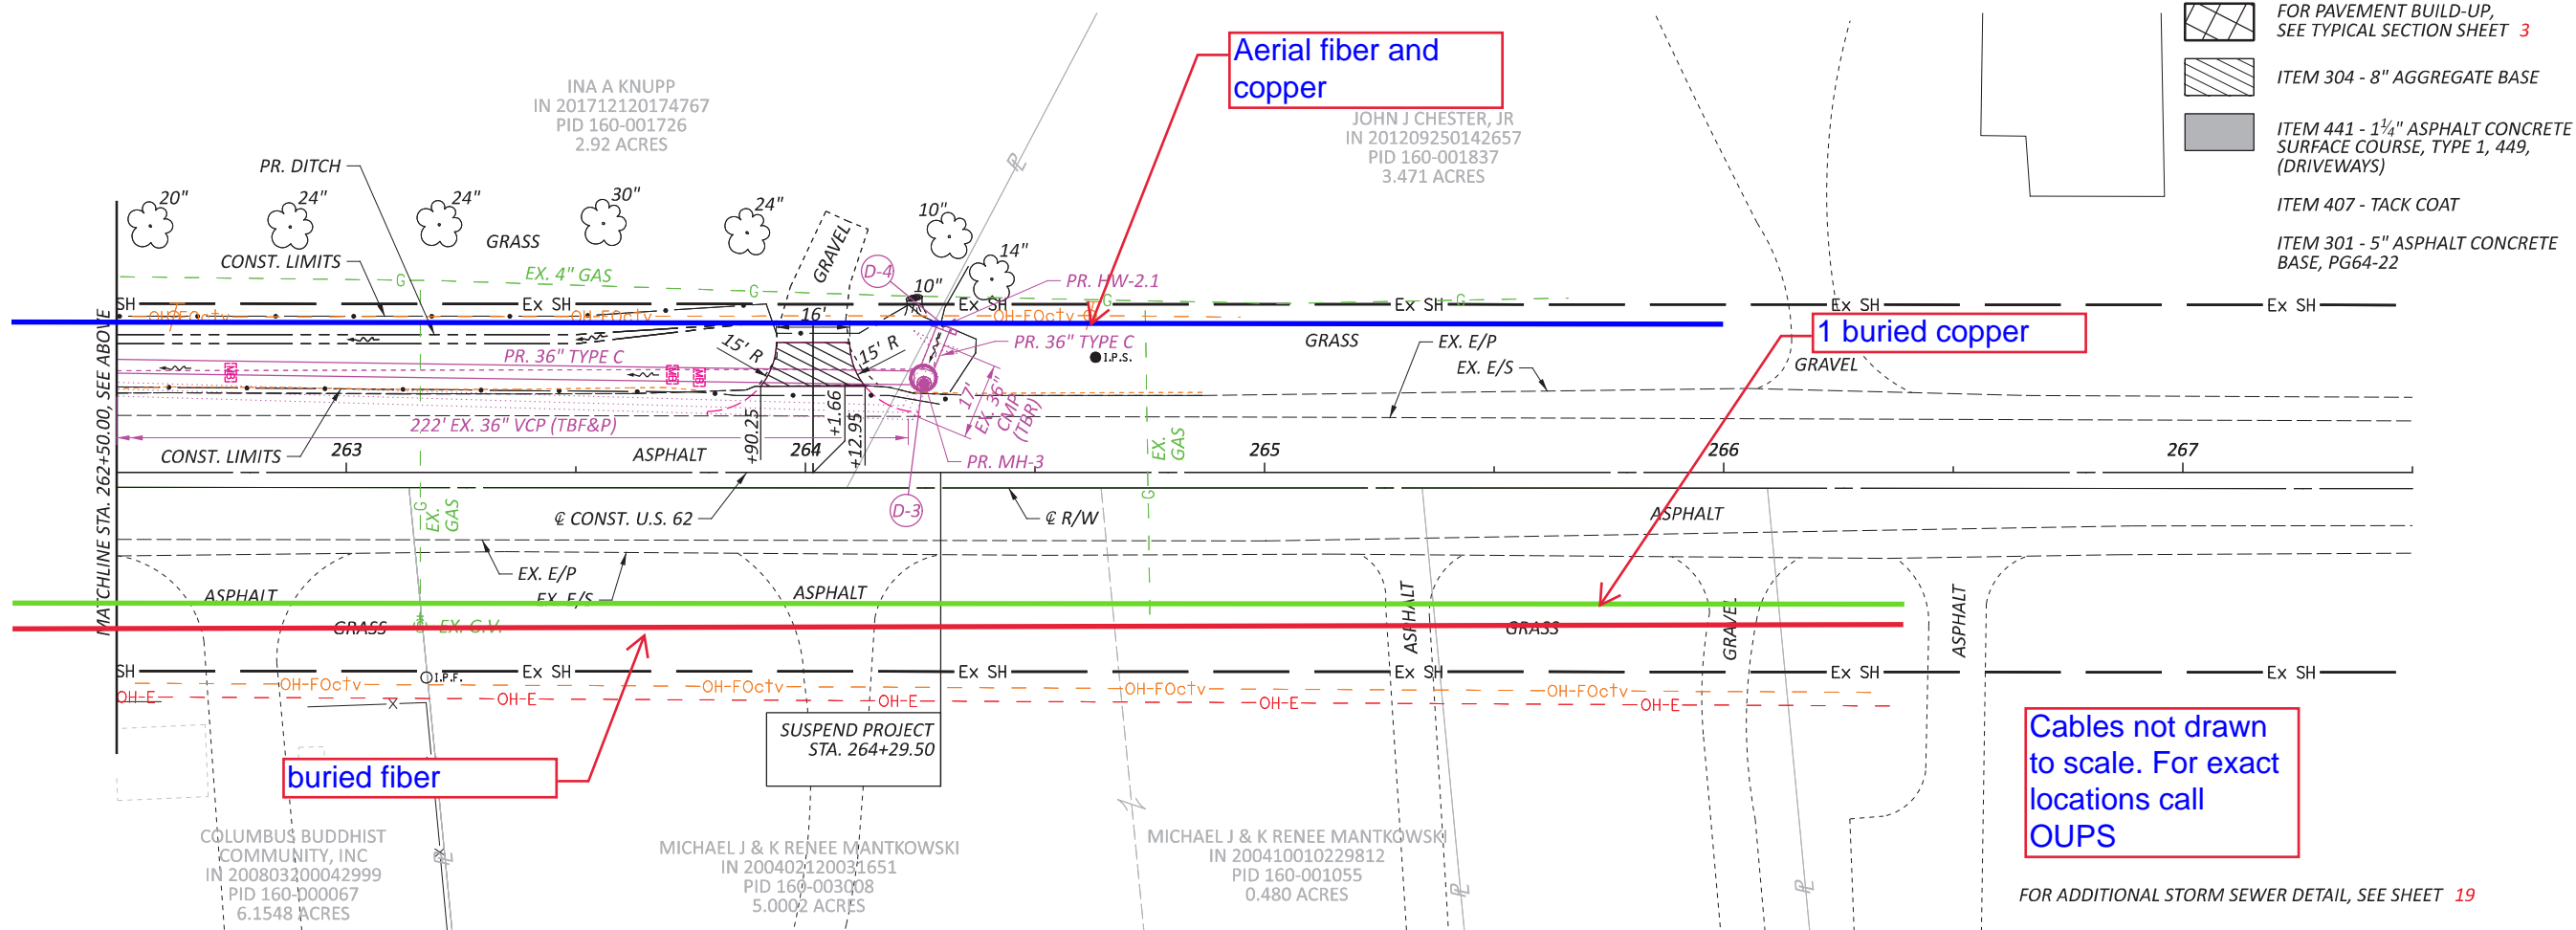 FOR PAVEMENT BUILD-UP,
SEE TYPICAL SECTION SHEET 3
ITEM 304 - 8" AGGREGATE BASE
ITEM 441 - 1¼" ASPHALT CONCRETE
SURFACE COURSE, TYPE 1, 449,
(DRIVEWAYS)
ITEM 407 - TACK COAT
ITEM 301 - 5" ASPHALT CONCRETE
BASE, PG64-22
Aerial fiber and
copper
INA A KNUPP
IN 201712120174767
PID 160-001726
2.92 ACRES
JOHN J CHESTER, JR
IN 201209250142657
PID 160-001837
3.471 ACRES
PR. DITCH
20"
24"
24"
30"
24"
10"
14"
GRASS
CONST. LIMITS
EX. 4" GAS
GRAVEL
D-4
PR. HW-2.1
10"
G
G
G
G
SH
Ex SH
Ex SH
Ex SH
Ex SH
Ex SH
OH-FOctv
OH-FOctv
OH-FOctv
16'
1 buried copper
PR. 36" TYPE C
15' R
15' R
PR. 36" TYPE C
I.P.S.
GRASS
EX. E/P
EX. E/S
GRAVEL
MB
MB
MB
17'
EX. 36"
CMP
(TBR)
222' EX. 36" VCP (TBF&P)
+90.25
+1.66
+12.95
EX.
GAS
CONST. LIMITS
263
ASPHALT
264
PR. MH-3
265
266
267
MATCHLINE STA. 262+50.00, SEE ABOVE
G
EX.
GAS
G
℄ CONST. U.S. 62
D-3
℄ R/W
ASPHALT
EX. E/P
EX. E/S
ASPHALT
ASPHALT
ASPHALT
GRAVEL
ASPHALT
GRASS
EX. G.V.
GRASS
SH
Ex SH
Ex SH
Ex SH
Ex SH
Ex SH
I.P.F.
OH-FOctv
OH-FOctv
OH-FOctv
OH-FOctv
OH-E
OH-E
OH-E
OH-E
OH-E
X
SUSPEND PROJECT
STA. 264+29.50
buried fiber
Cables not drawn
to scale. For exact
locations call
OUPS
COLUMBUS BUDDHIST
COMMUNITY, INC
IN 200803200042999
PID 160-000067
6.1548 ACRES
X
MICHAEL J & K RENEE MANTKOWSKI
IN 200402120031651
PID 160-003008
5.0002 ACRES
MICHAEL J & K RENEE MANTKOWSKI
IN 200410010229812
PID 160-001055
0.480 ACRES
PL
PL
PL
PL
FOR ADDITIONAL STORM SEWER DETAIL, SEE SHEET 19